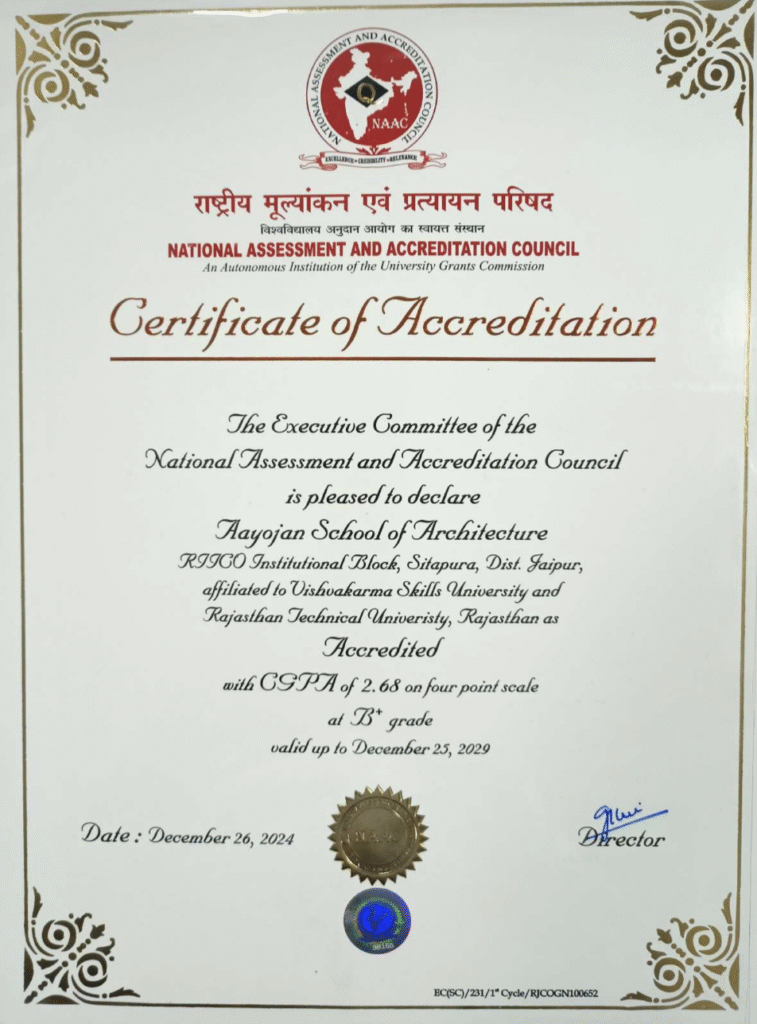 NATIONAL ASSESSMENT AND ACCREDITATION COUNCIL
Q
NAAC
EXCELLENCE • CREDIBILITY • RELEVANCE
राष्ट्रीय मूल्यांकन एवं प्रत्यायन परिषद
विश्वविद्यालय अनुदान आयोग का स्वायत्त संस्थान
NATIONAL ASSESSMENT AND ACCREDITATION COUNCIL
An Autonomous Institution of the University Grants Commission
Certificate of Accreditation
The Executive Committee of the
National Assessment and Accreditation Council
is pleased to declare
Aayojan School of Architecture
RIICO Institutional Block, Sitapura, Dist. Jaipur,
affiliated to Vishvakarma Skills University and
Rajasthan Technical Univeristy, Rajasthan as
Accredited
with CGPA of 2.68 on four point scale
at B⁺ grade
valid up to December 25, 2029
Date : December 26, 2024
NAAC
Director
EC(SC)/231/1ˢᵗ Cycle/RJCOGN100652